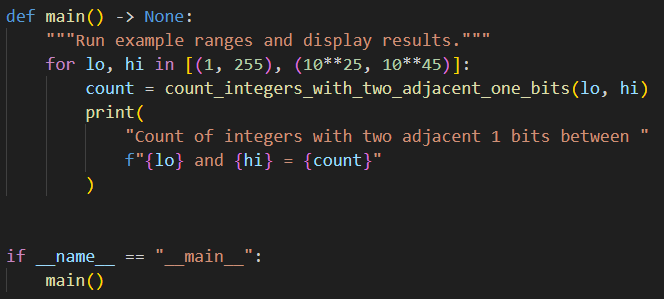 def main() -> None:
    """Run example ranges and display results."""
    for lo, hi in [(1, 255), (10**25, 10**45)]:
        count = count_integers_with_two_adjacent_one_bits(lo, hi)
        print(
            "Count of integers with two adjacent 1 bits between "
            f"{lo} and {hi} = {count}"
        )
if __name__ == "__main__":
    main()